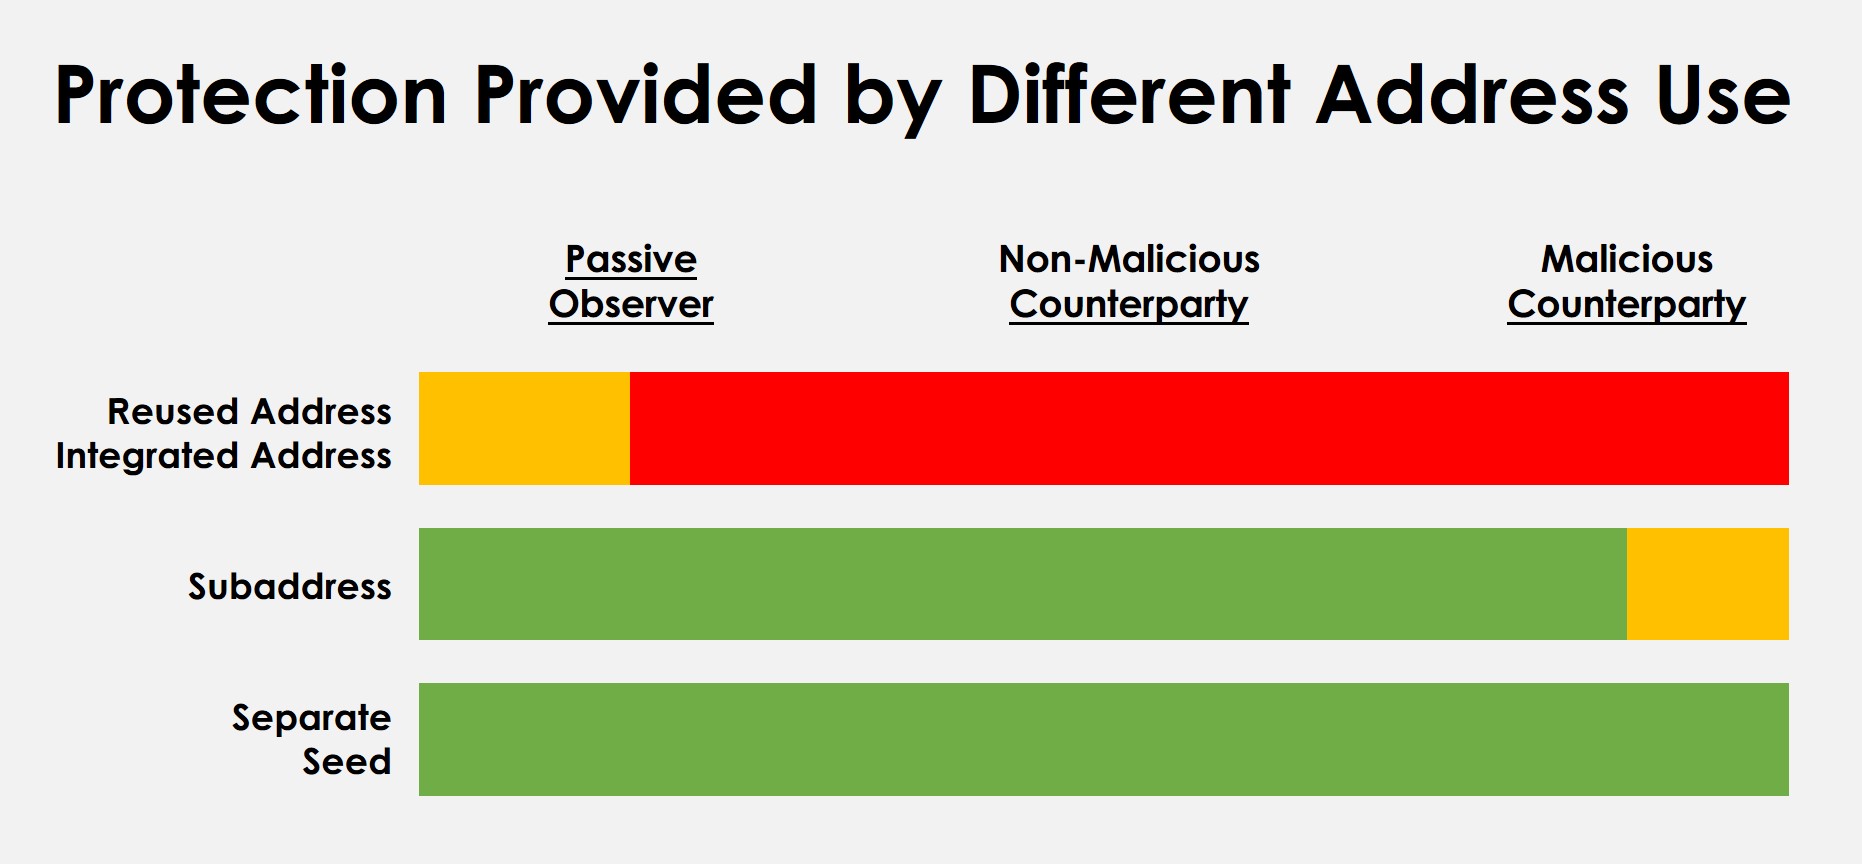 Protection Provided by Different Address Use
Passive
Observer
Non-Malicious
Counterparty
Malicious
Counterparty
Reused Address
Integrated Address
Subaddress
Separate
Seed